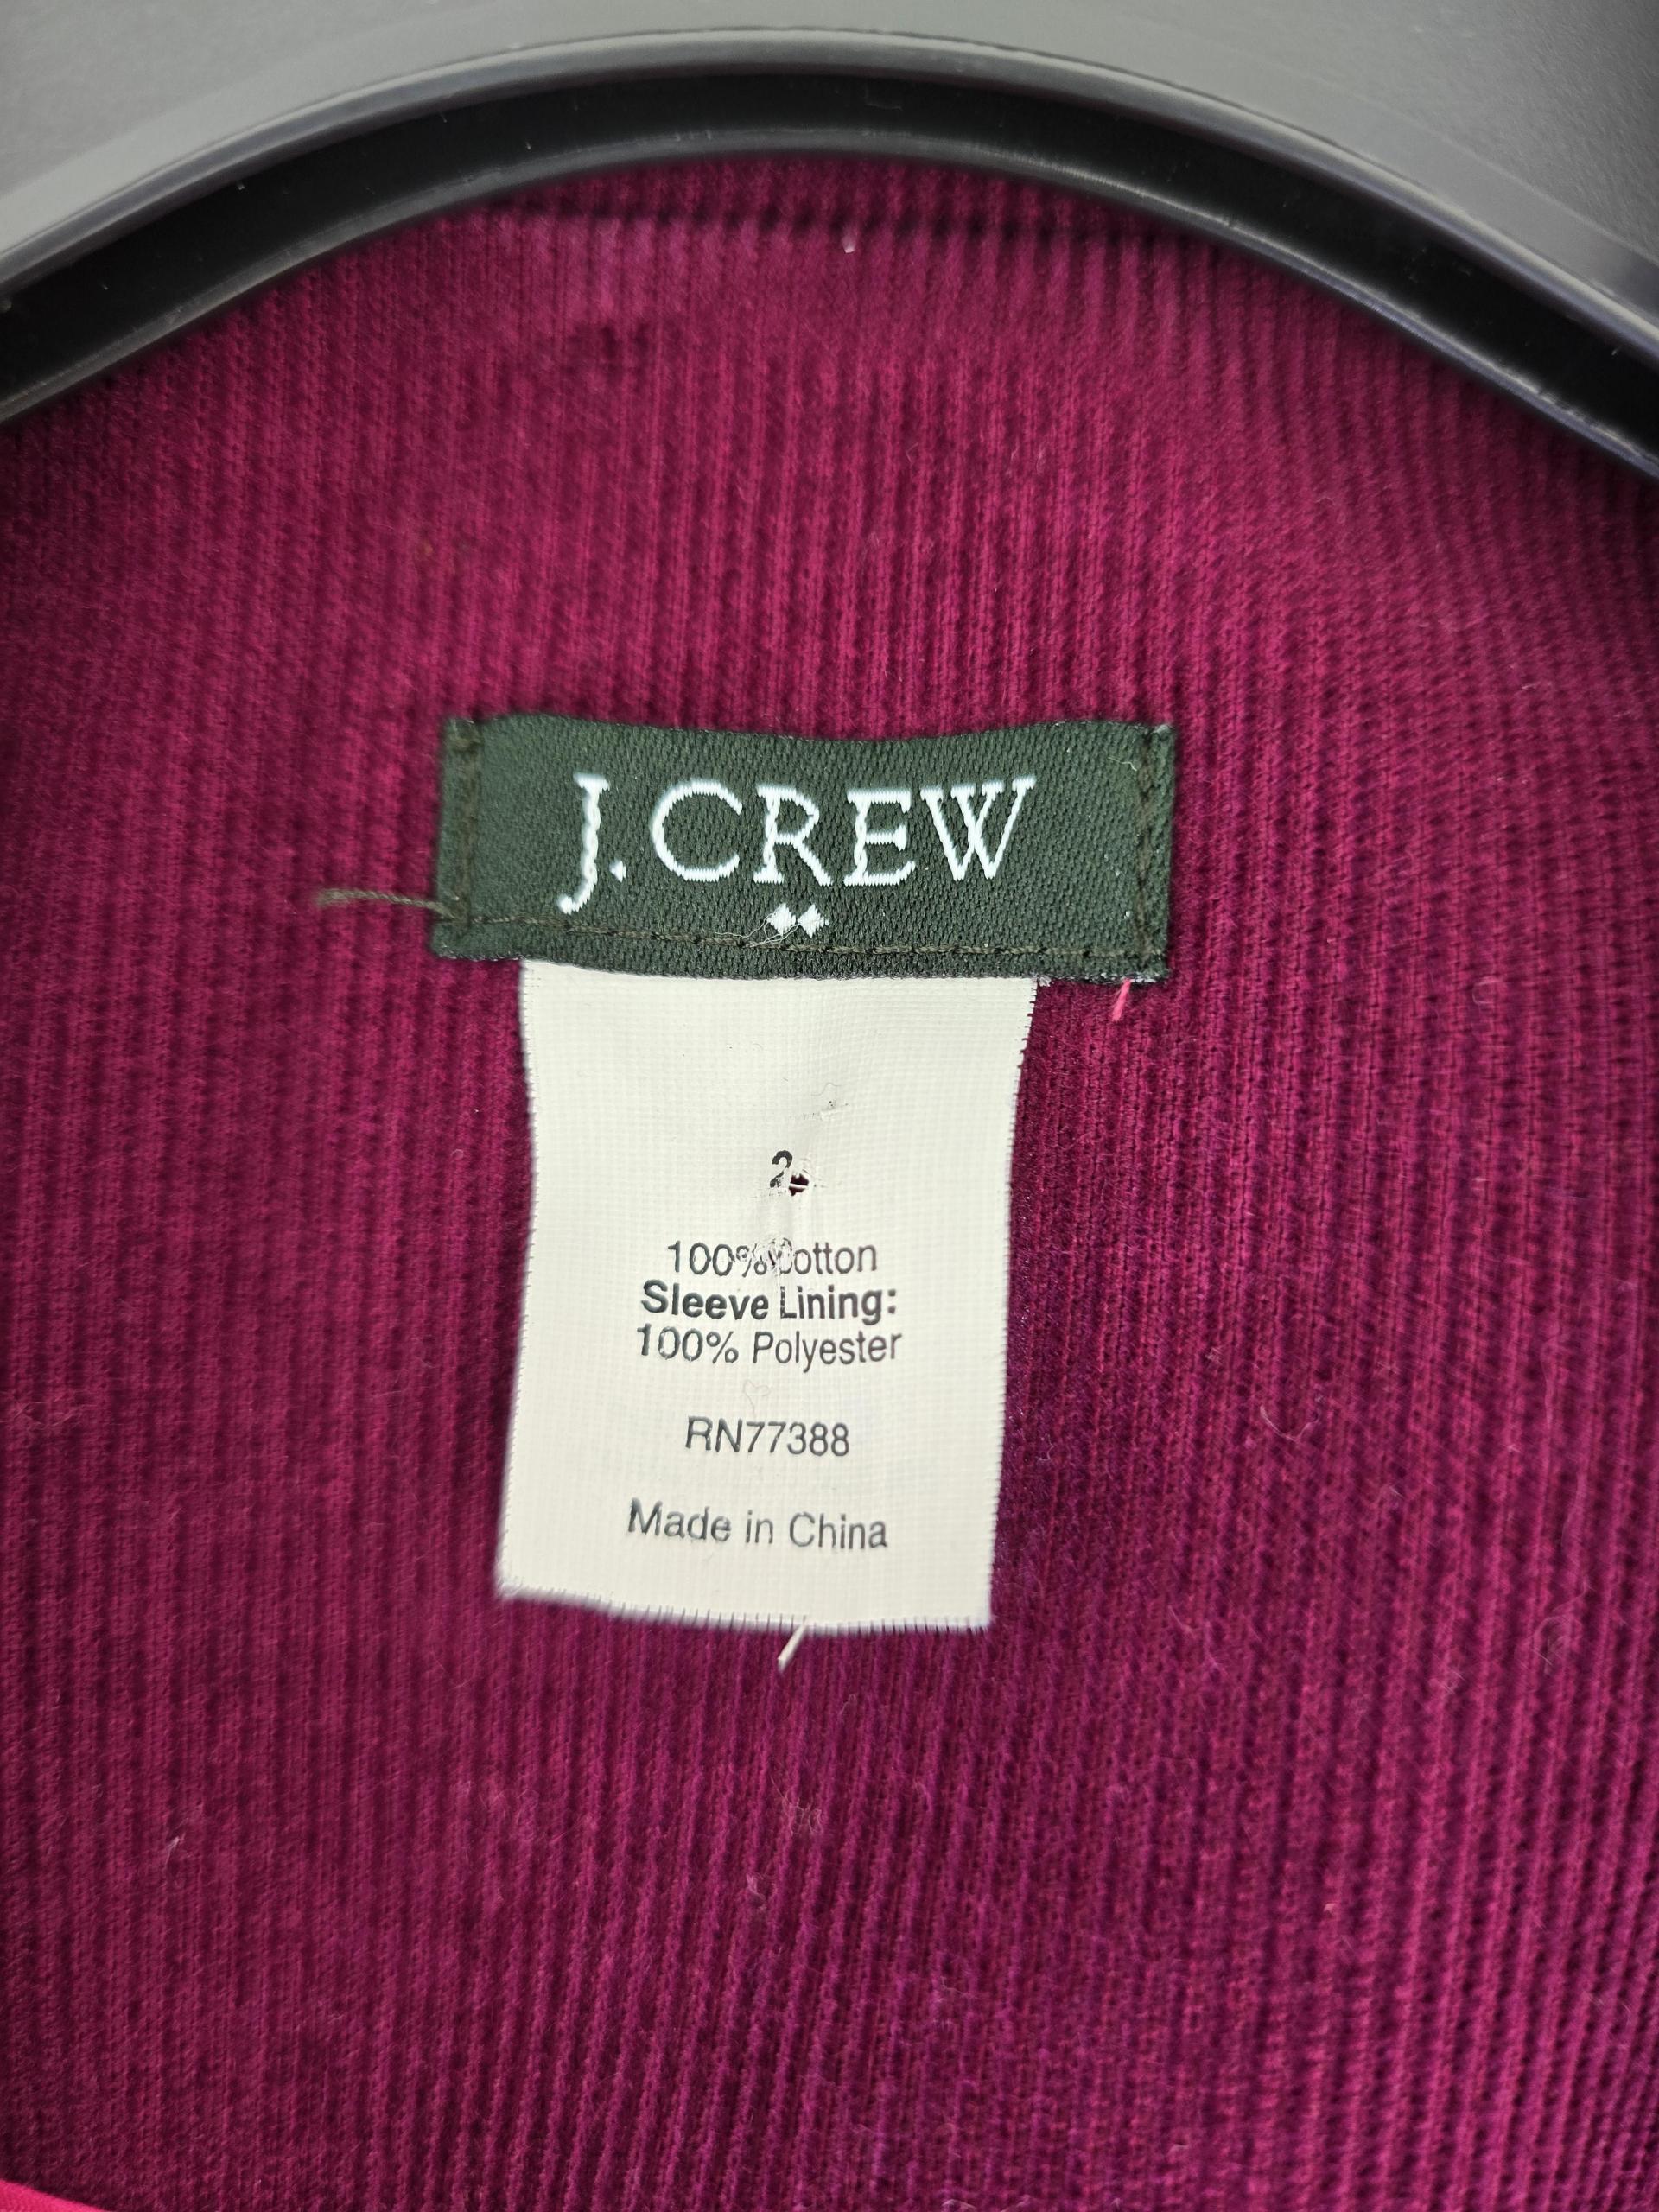 J.CREW
2
100% Cotton
Sleeve Lining:
100% Polyester
RN77388
Made in China